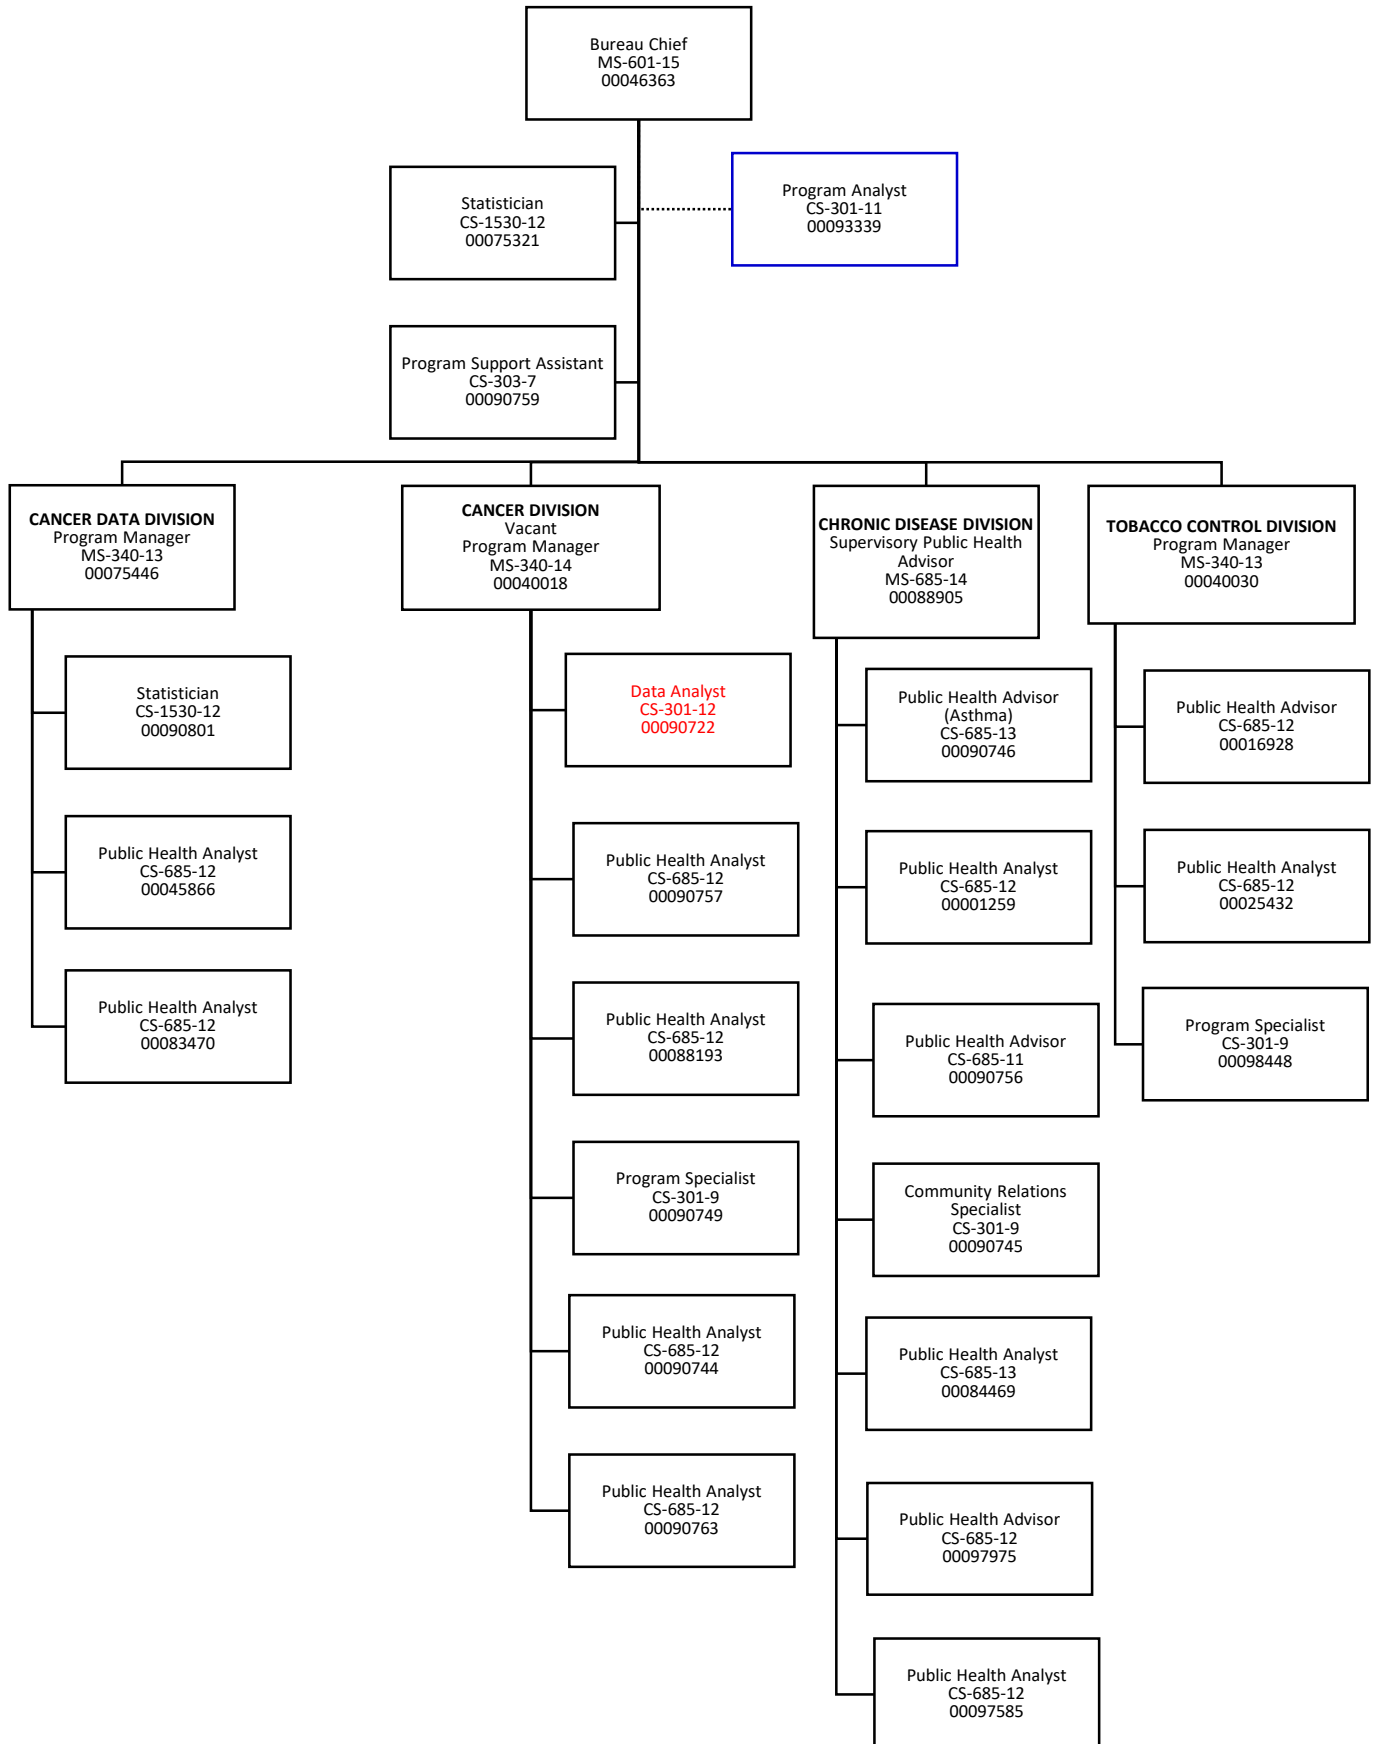 Bureau Chief
MS-601-15
00046363
Statistician
CS-1530-12
00075321
Program Analyst
CS-301-11
00093339
Program Support Assistant
CS-303-7
00090759
CANCER DATA DIVISION
Program Manager
MS-340-13
00075446
Statistician
CS-1530-12
00090801
Public Health Analyst
CS-685-12
00045866
Public Health Analyst
CS-685-12
00083470
CANCER DIVISION
Vacant
Program Manager
MS-340-14
00040018
Data Analyst
CS-301-12
00090722
Public Health Analyst
CS-685-12
00090757
Public Health Analyst
CS-685-12
00088193
Program Specialist
CS-301-9
00090749
Public Health Analyst
CS-685-12
00090744
Public Health Analyst
CS-685-12
00090763
CHRONIC DISEASE DIVISION
Supervisory Public Health
Advisor
MS-685-14
00088905
Public Health Advisor
(Asthma)
CS-685-13
00090746
Public Health Analyst
CS-685-12
00001259
Public Health Advisor
CS-685-11
00090756
Community Relations
Specialist
CS-301-9
00090745
Public Health Analyst
CS-685-13
00084469
Public Health Advisor
CS-685-12
00097975
Public Health Analyst
CS-685-12
00097585
TOBACCO CONTROL DIVISION
Program Manager
MS-340-13
00040030
Public Health Advisor
CS-685-12
00016928
Public Health Analyst
CS-685-12
00025432
Program Specialist
CS-301-9
00098448